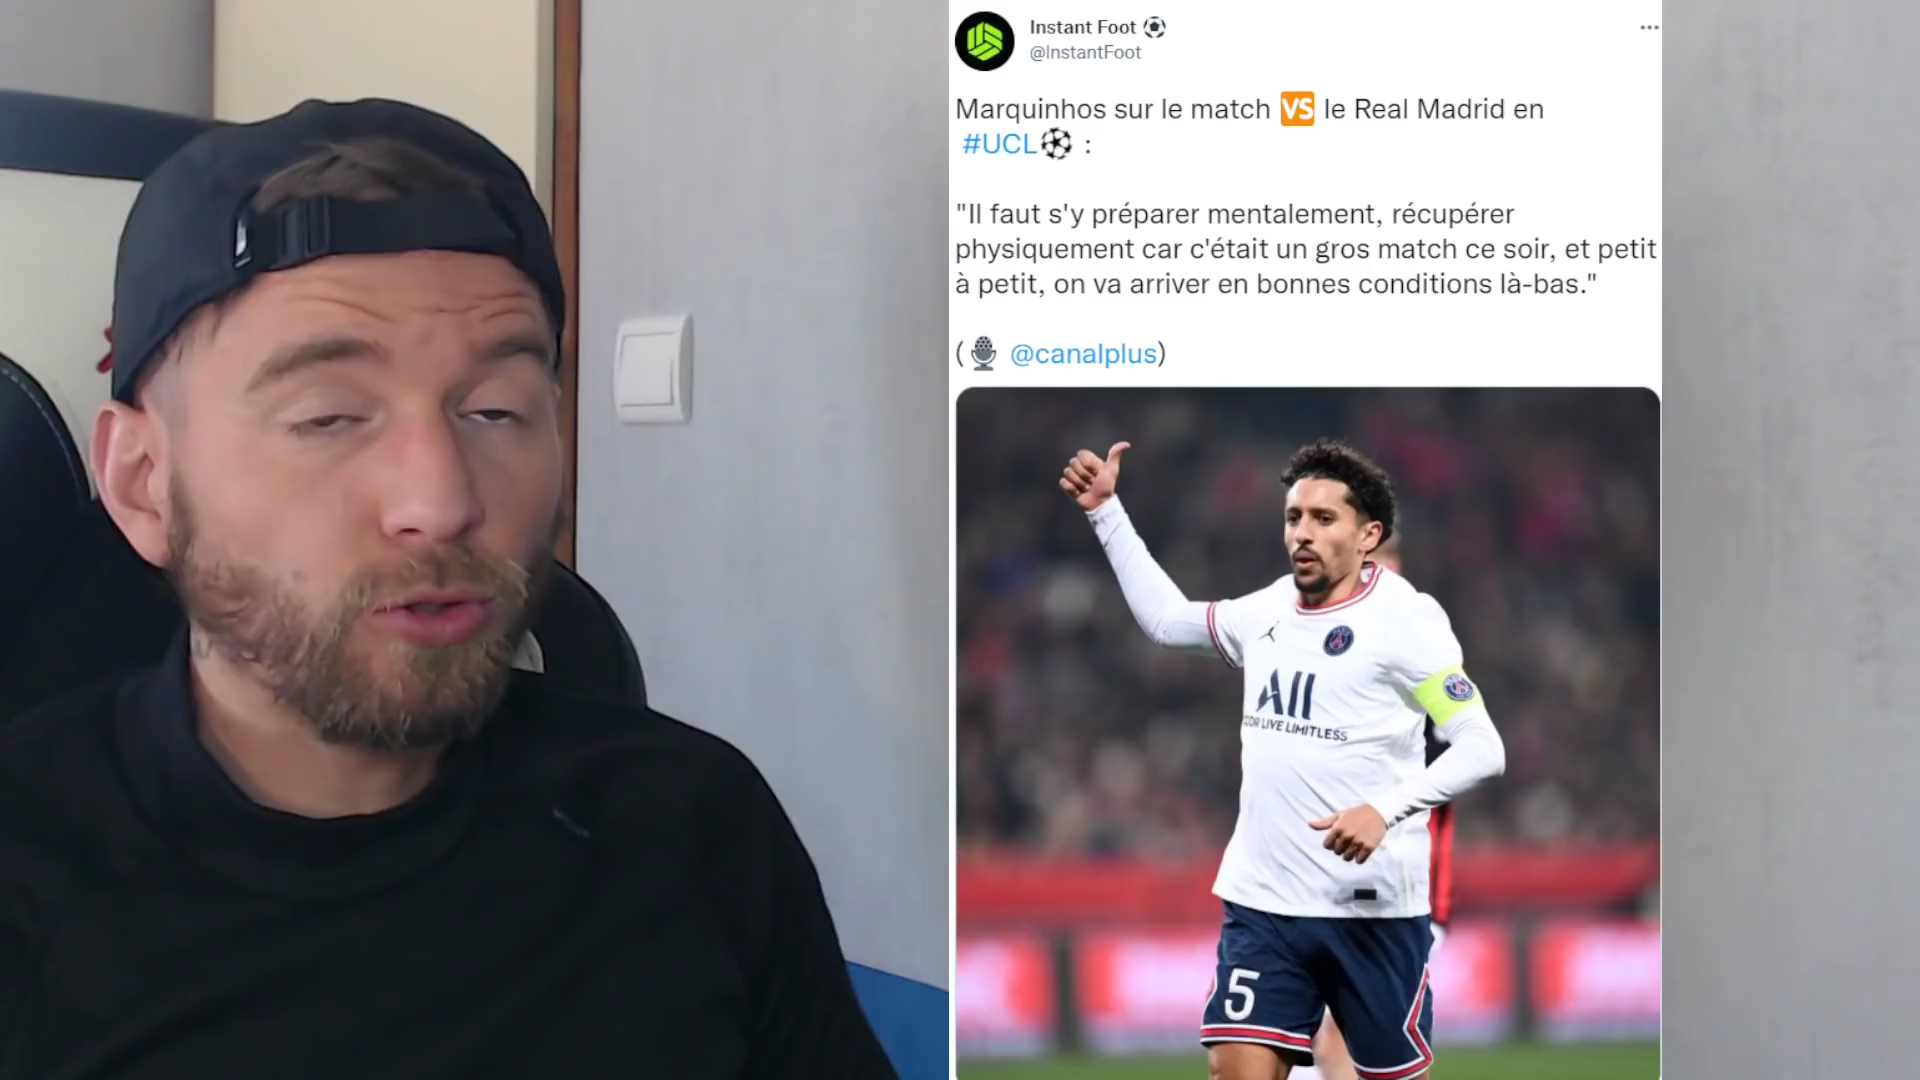 Instant Foot ⚽
@InstantFoot
Marquinhos sur le match 🆚 le Real Madrid en
#UCL⚽ :
"Il faut s'y préparer mentalement, récupérer
physiquement car c'était un gros match ce soir, et petit
à petit, on va arriver en bonnes conditions là-bas."
(🎙 @canalplus)
ALL
CCOR LIVE LIMITLESS
5